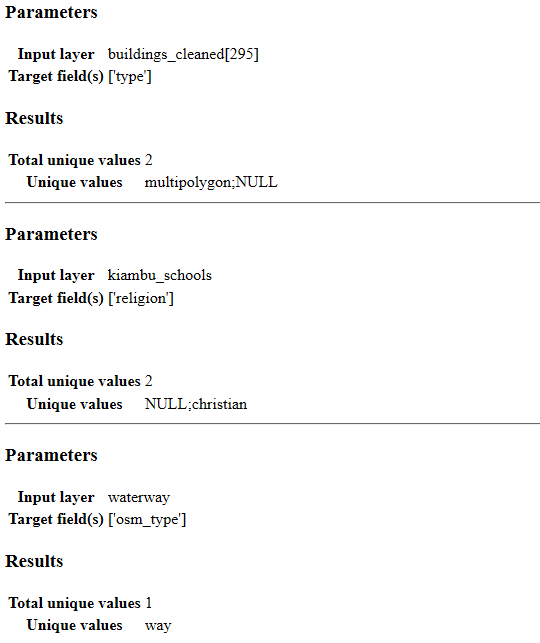 Parameters
Input layer buildings_cleaned[295]
Target field(s) ['type']
Results
Total unique values 2
Unique values multipolygon;NULL
Parameters
Input layer kiambu_schools
Target field(s) ['religion']
Results
Total unique values 2
Unique values NULL;christian
Parameters
Input layer waterway
Target field(s) ['osm_type']
Results
Total unique values 1
Unique values way